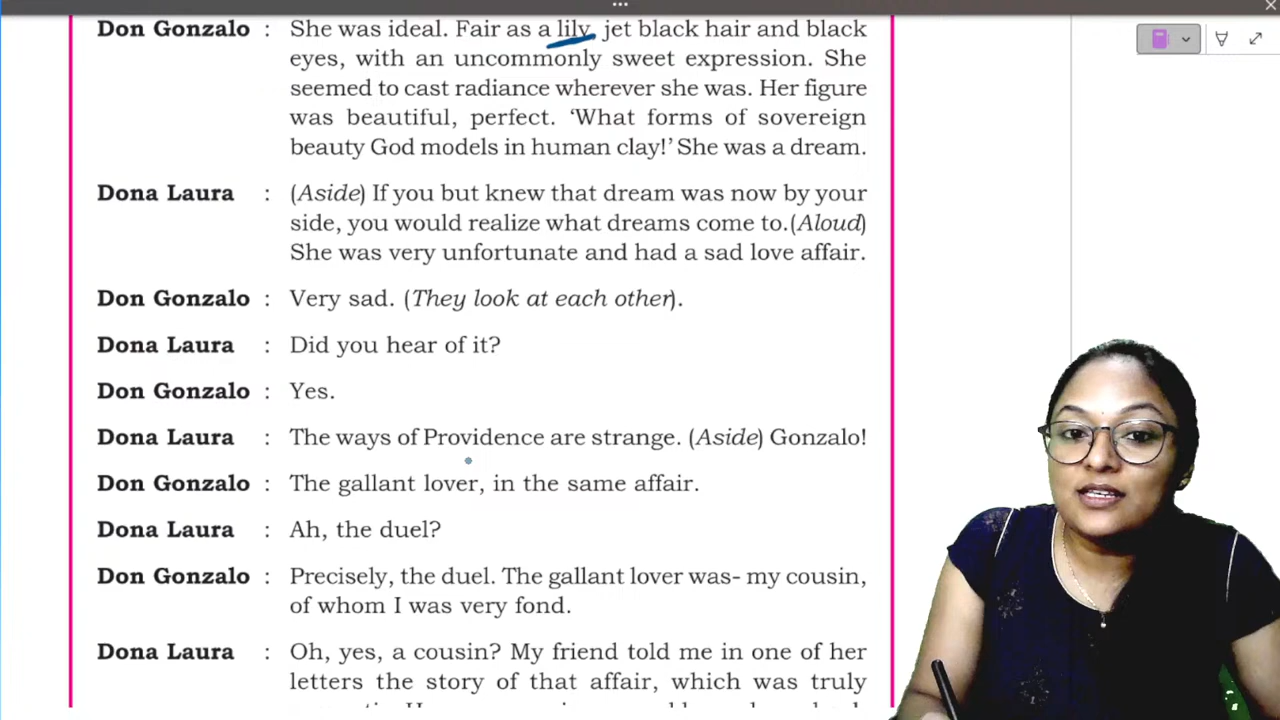 Don Gonzalo : She was ideal. Fair as a lily, jet black hair and black
eyes, with an uncommonly sweet expression. She
seemed to cast radiance wherever she was. Her figure
was beautiful, perfect. ‘What forms of sovereign
beauty God models in human clay!’ She was a dream.
Dona Laura : (Aside) If you but knew that dream was now by your
side, you would realize what dreams come to.(Aloud)
She was very unfortunate and had a sad love affair.
Don Gonzalo : Very sad. (They look at each other).
Dona Laura : Did you hear of it?
Don Gonzalo : Yes.
Dona Laura : The ways of Providence are strange. (Aside) Gonzalo!
Don Gonzalo : The gallant lover, in the same affair.
Dona Laura : Ah, the duel?
Don Gonzalo : Precisely, the duel. The gallant lover was- my cousin,
of whom I was very fond.
Dona Laura : Oh, yes, a cousin? My friend told me in one of her
letters the story of that affair, which was truly